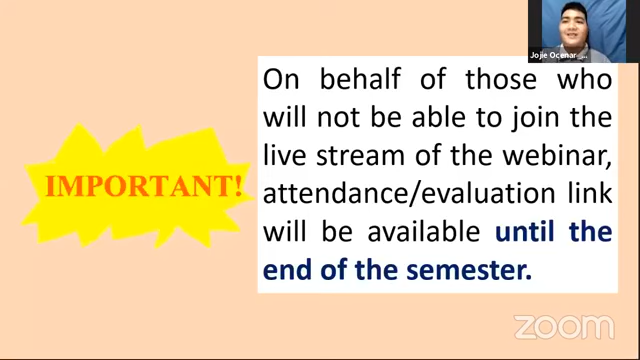 Jojie Ocenar
IMPORTANT!
On behalf of those who
will not be able to join the
live stream of the webinar,
attendance/evaluation link
will be available until the
end of the semester.
zoom